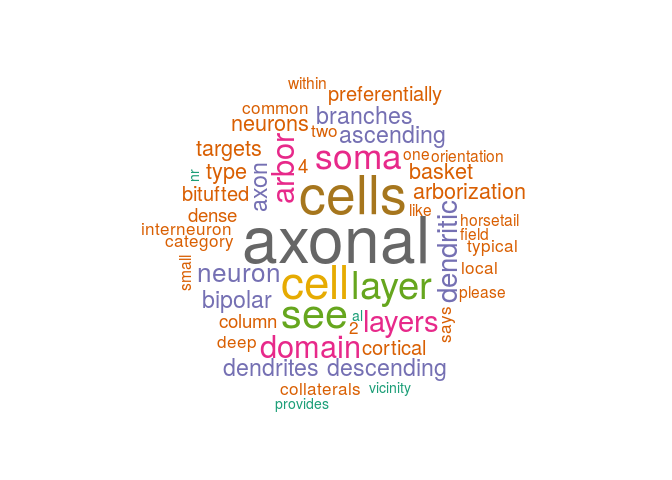 within
preferentially
common
branches
neurons
two
ascending
targets
arbor
soma
one
orientation
nr
type
axon
4
basket
bitufted
cells
arborization
dense
like
dendritic
horsetail
interneuron
axonal
field
category
typical
small
neuron
cell
layer
local
bipolar
see
please
column
al
2
layers
says
deep
domain
cortical
dendrites
descending
collaterals
vicinity
provides